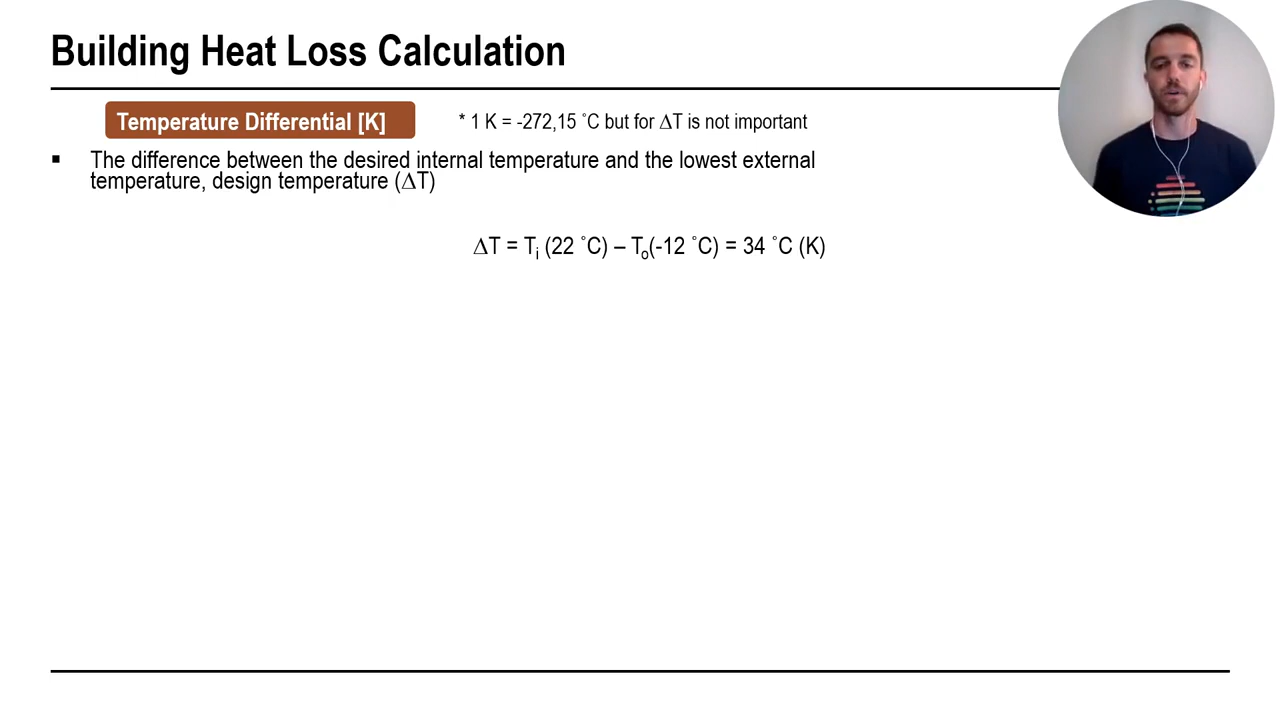 Building Heat Loss Calculation
Temperature Differential [K]
* 1 K = -272,15 ˚C but for ΔT is not important
▪ The difference between the desired internal temperature and the lowest external
temperature, design temperature (ΔT)
ΔT = Ti (22 ˚C) – To(-12 ˚C) = 34 ˚C (K)